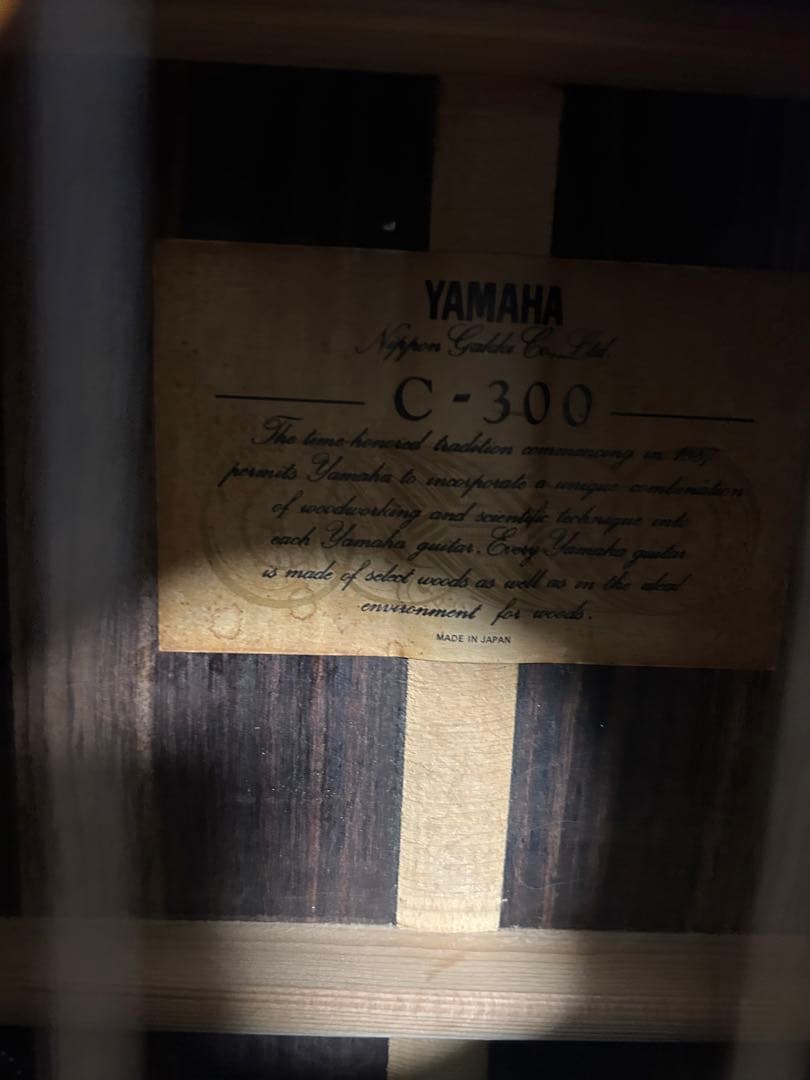 YAMAHA
Nippon Gakki Co., Ltd.
C-300
The time-honored tradition commencing in 1887,
permits Yamaha to incorporate a unique combination
of woodworking and scientific technique into
each Yamaha guitar. Every Yamaha guitar
is made of select woods as well as in the ideal
environment for woods.
MADE IN JAPAN